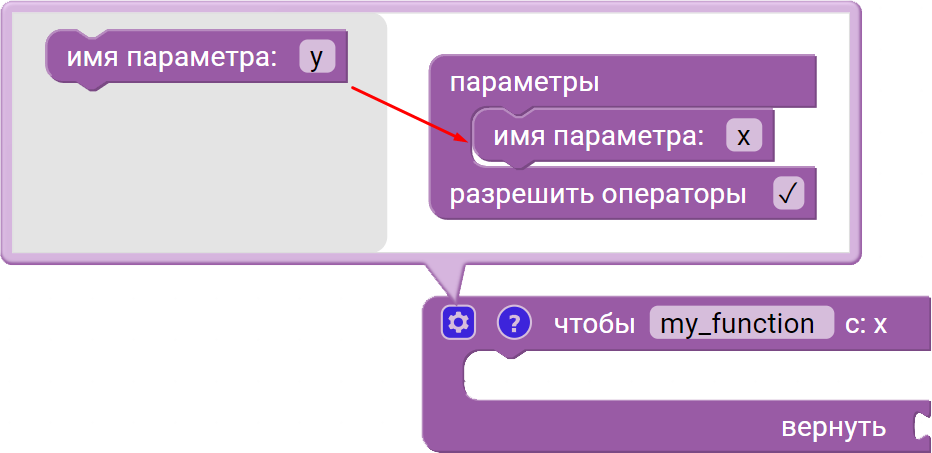 имя параметра: y
параметры
имя параметра: x
разрешить операторы ✓
? чтобы my_function с: x
вернуть